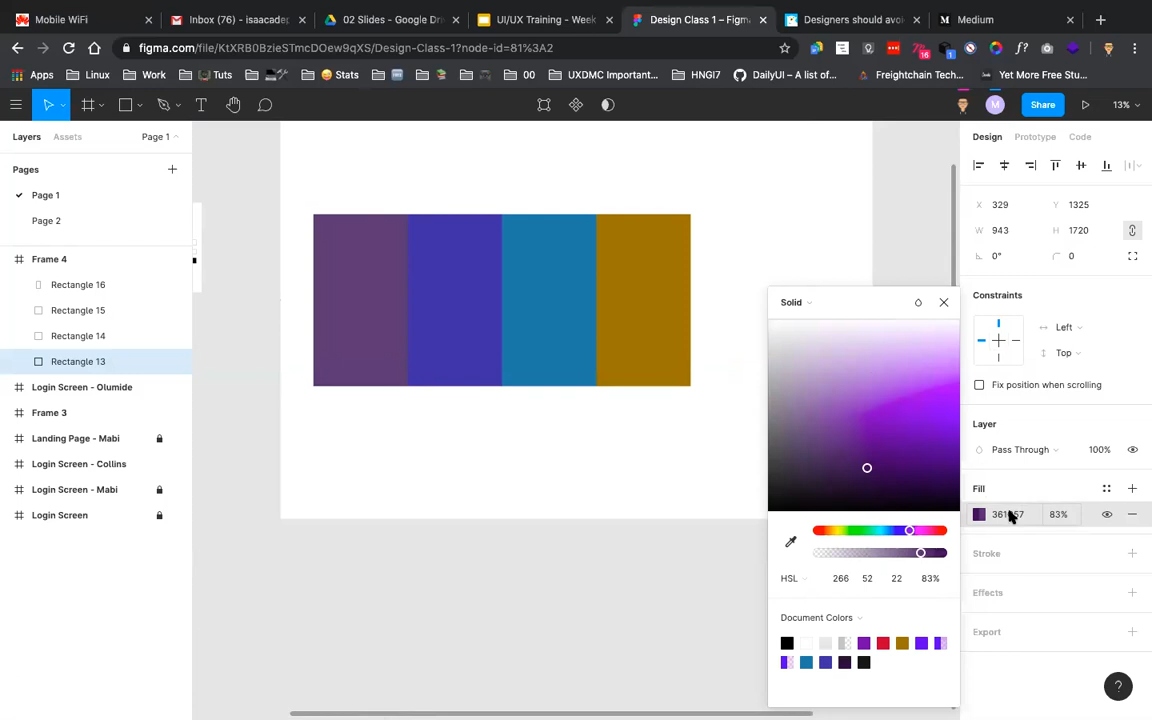 Mobile WiFi
Inbox (76) - isaacadep
02 Slides - Google Dri
UI/UX Training - Week
Design Class 1 – Figm
Designers should avoi
Medium
figma.com/file/KtXRB0BzieSTmcDOew9qXS/Design-Class-1?node-id=81%3A2
16
1
Apps
Linux
Work
Tuts
Stats
00
UXDMC Important...
HNGI7
DailyUI – A list of...
Freightchain Tech...
Yet More Free Stu...
M
Share
13%
Layers
Assets
Page 1
Design
Prototype
Code
Pages
Page 1
Page 2
Frame 4
Rectangle 16
Rectangle 15
Rectangle 14
Rectangle 13
Login Screen - Olumide
Frame 3
Landing Page - Mabi
Login Screen - Collins
Login Screen - Mabi
Login Screen
X 329 Y 1325
W 943 H 1720
0° 0
Constraints
Left
Top
Fix position when scrolling
Layer
Pass Through 100%
Fill
83%
Stroke
Effects
Export
Solid
HSL 266 52 22 83%
Document Colors
?